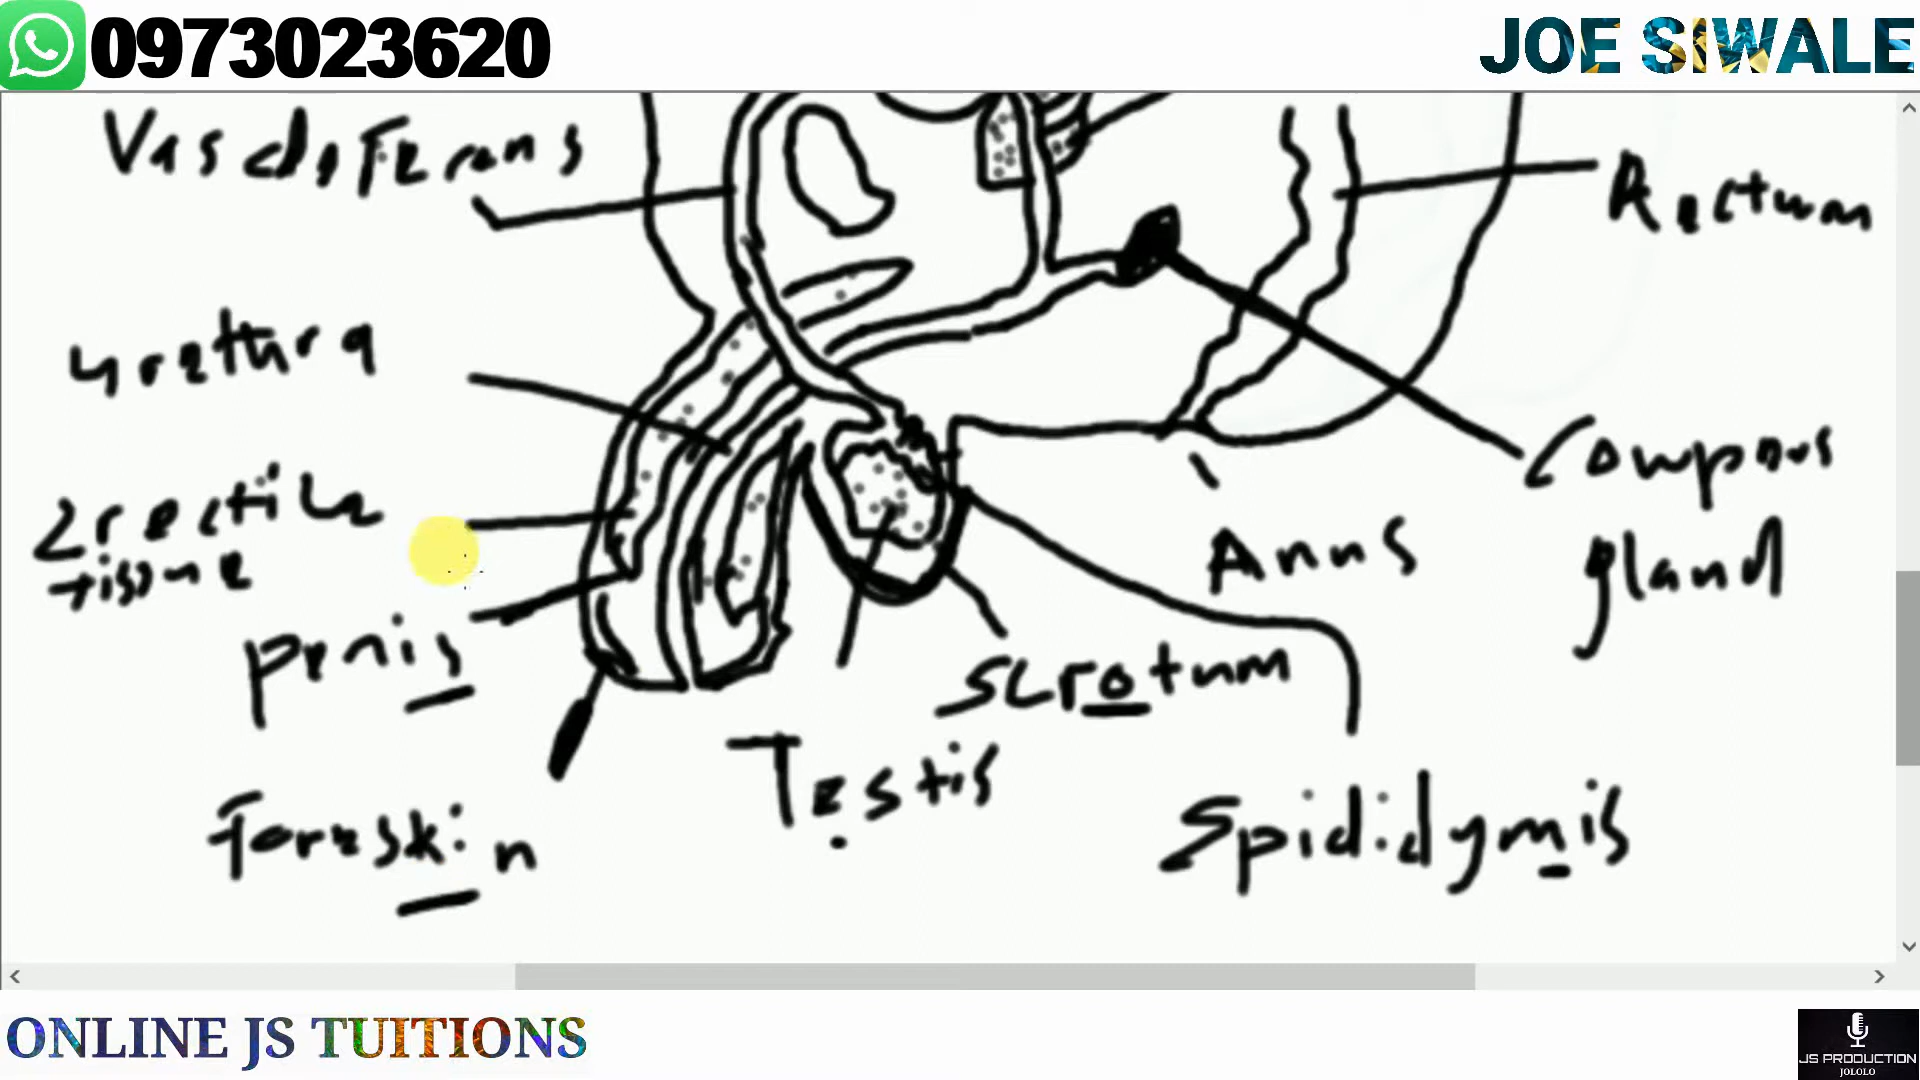 0973023620
JOE SIWALE
Vas deferens
Rectum
urethra
Cowpers
gland
Erectile
tissue
Anus
penis
scrotum
Testis
Foreskin
Epididymis
ONLINE JS TUITIONS
JS PRODUCTION
JOLOLO